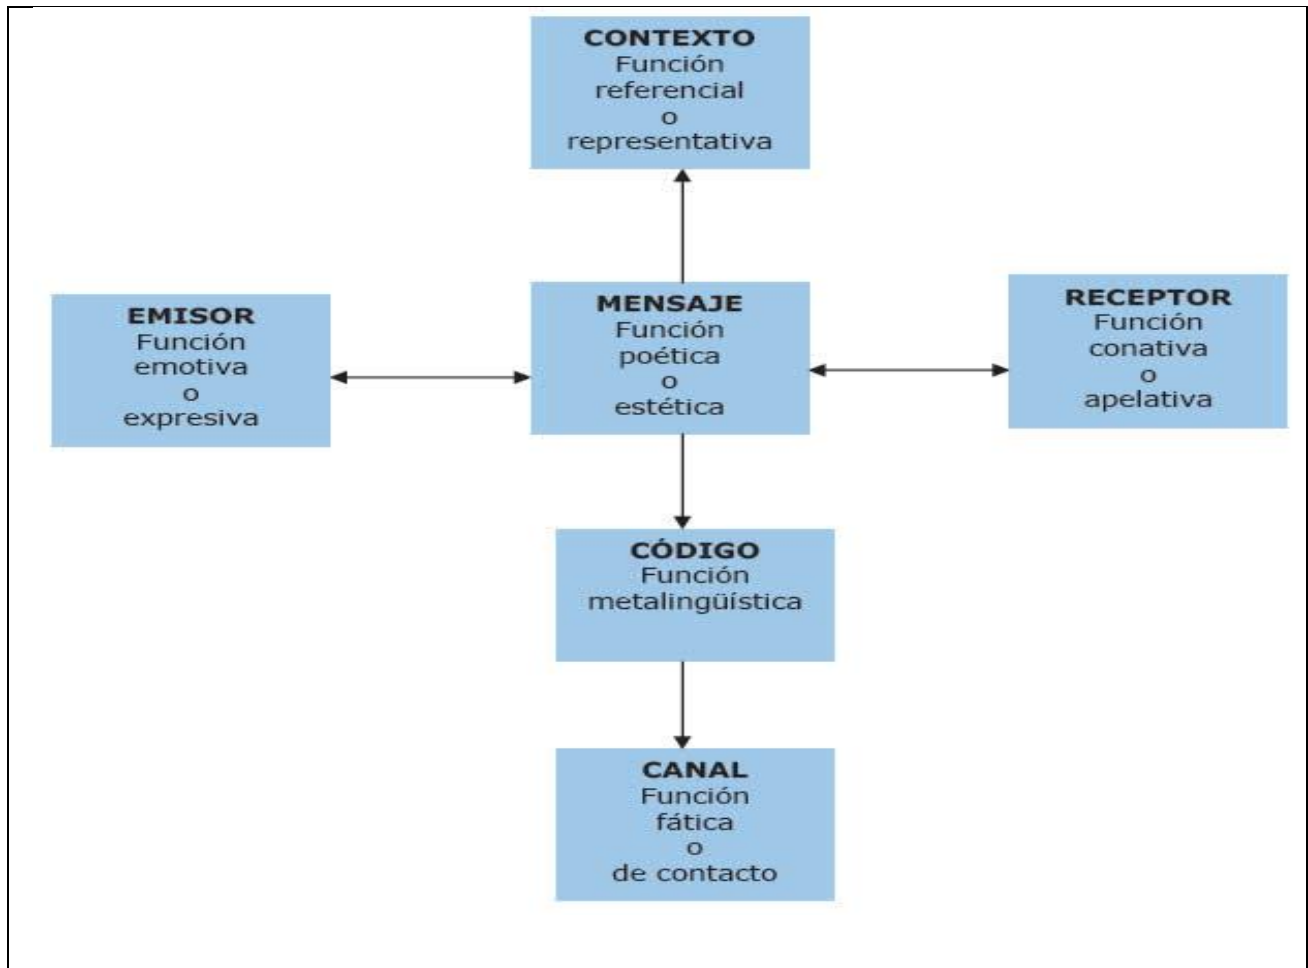 CONTEXTO
Función
referencial
o
representativa
EMISOR
Función
emotiva
o
expresiva
MENSAJE
Función
poética
o
estética
RECEPTOR
Función
conativa
o
apelativa
CÓDIGO
Función
metalingüística
CANAL
Función
fática
o
de contacto